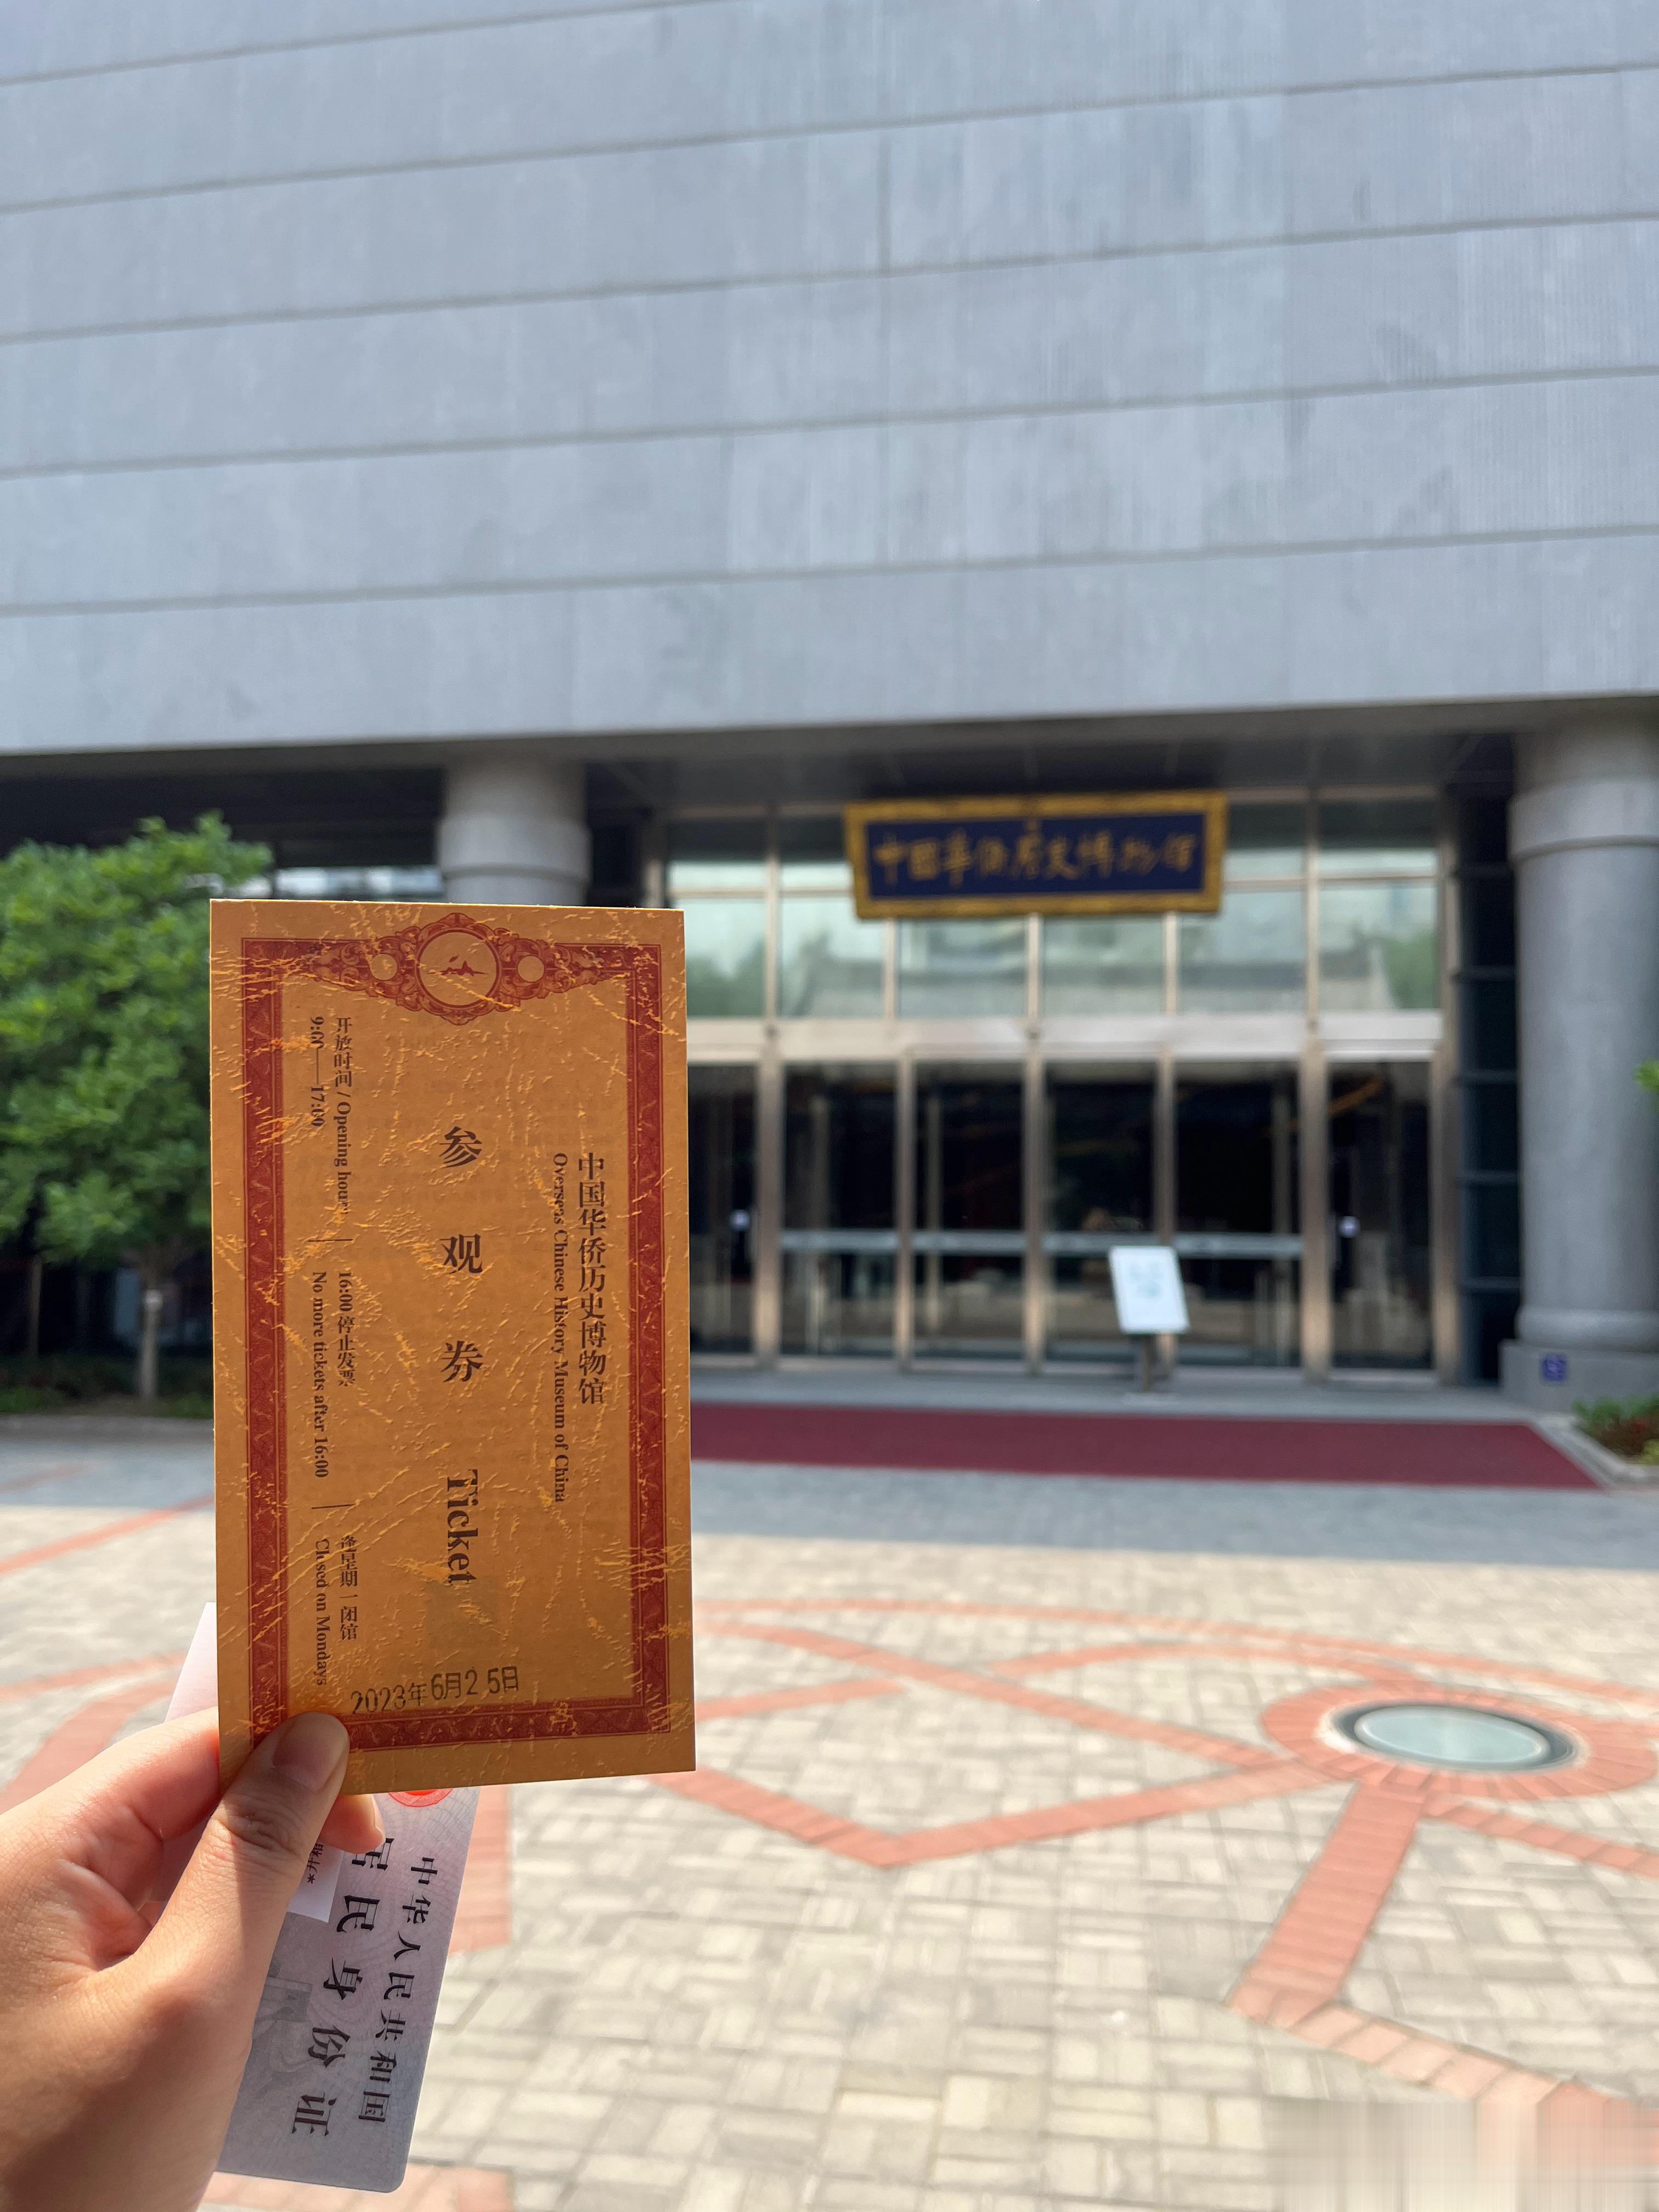 中国华侨历史博物馆
中国华侨历史博物馆
Overseas Chinese History Museum of China
参观券 Ticket
开放时间 / Opening hours
9:00——17:00
16:00 停止发票
No more tickets after 16:00
逢星期一闭馆
Closed on Mondays
2023年6月25日
中华人民共和国
居民身份证